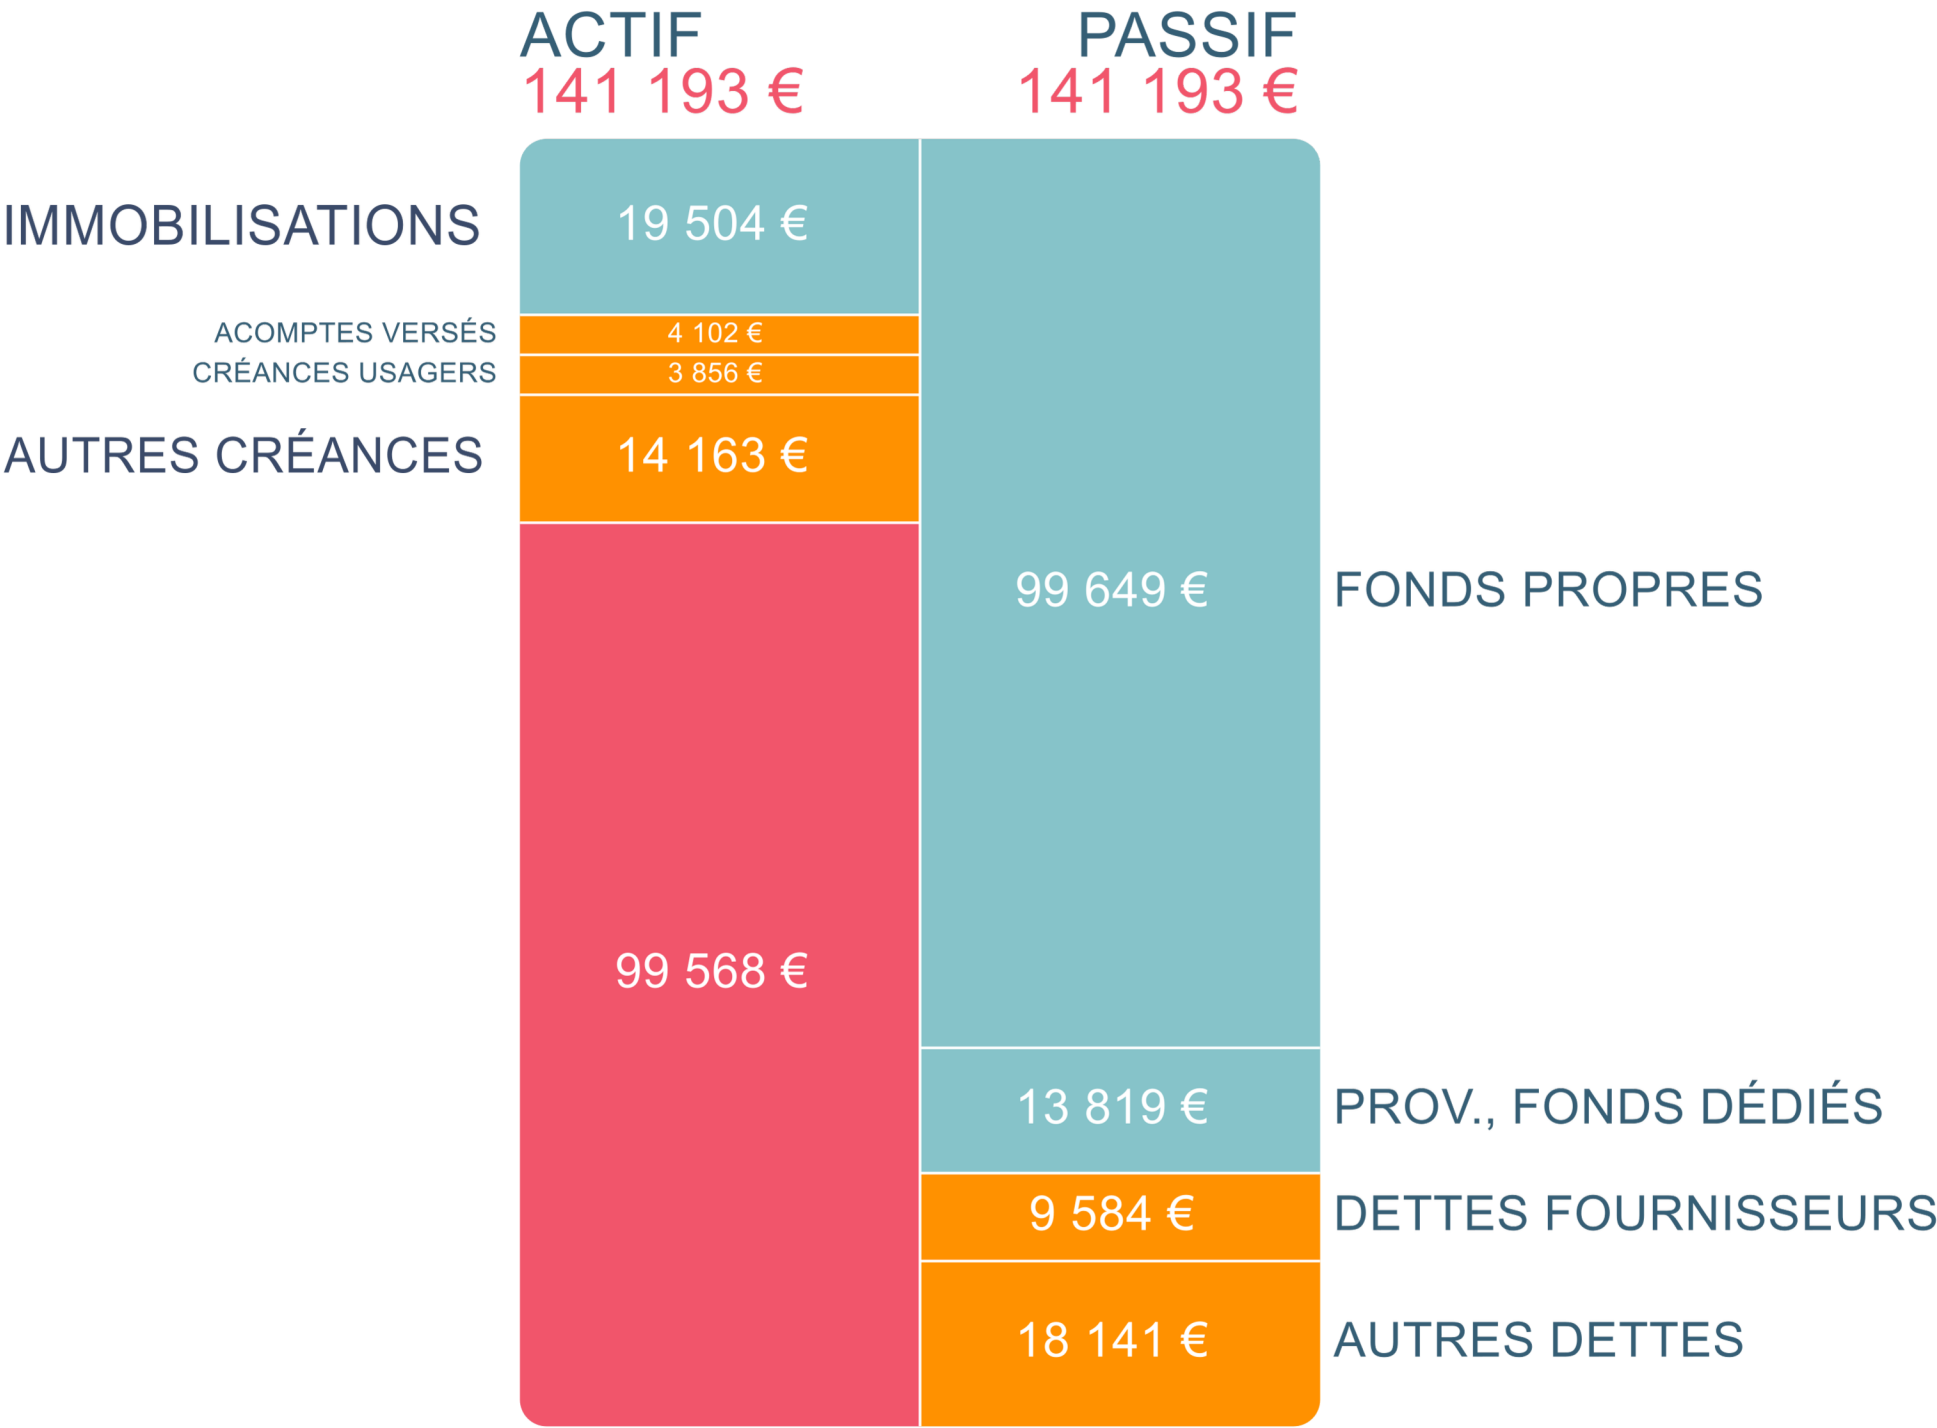 ACTIF PASSIF
141 193 € 141 193 €
IMMOBILISATIONS 19 504 €
ACOMPTES VERSÉS 4 102 €
CRÉANCES USAGERS 3 856 €
AUTRES CRÉANCES 14 163 €
99 649 € FONDS PROPRES
99 568 €
13 819 € PROV., FONDS DÉDIÉS
9 584 € DETTES FOURNISSEURS
18 141 € AUTRES DETTES